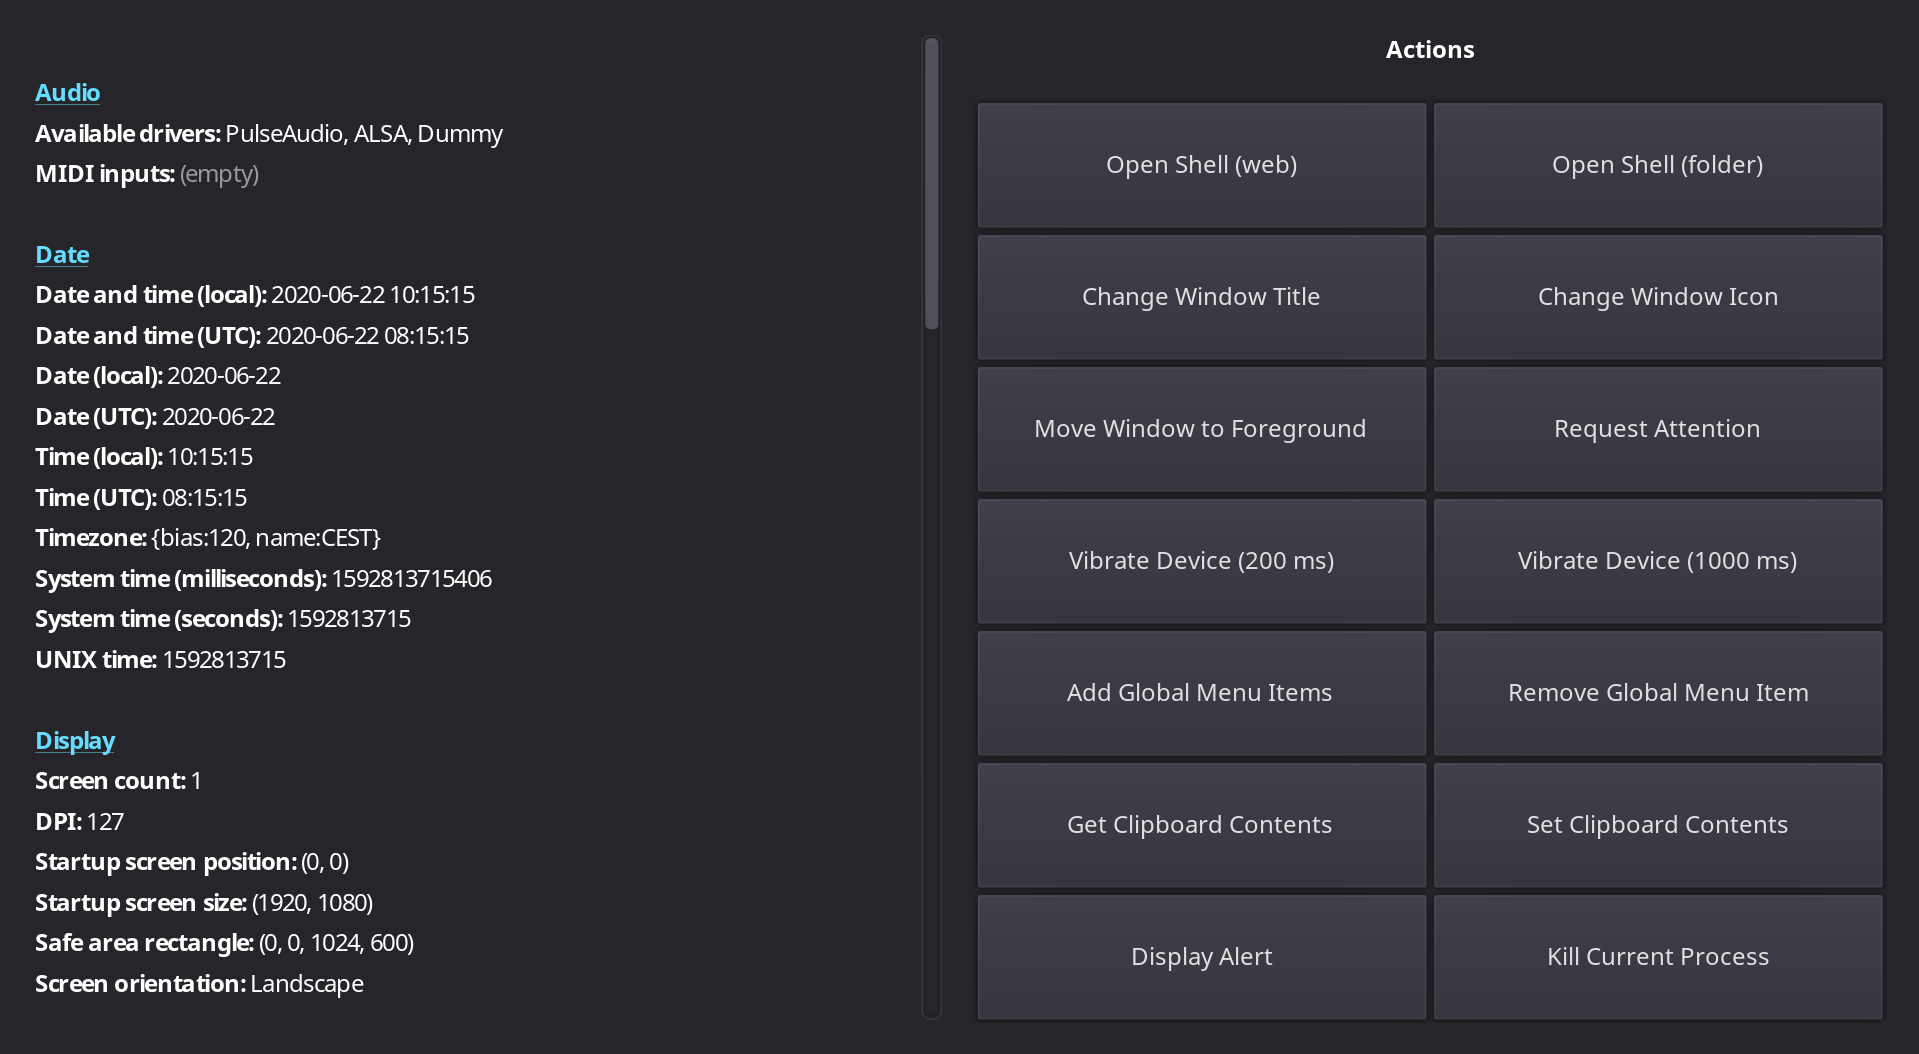 Audio
Available drivers: PulseAudio, ALSA, Dummy
MIDI inputs: (empty)
Date
Date and time (local): 2020-06-22 10:15:15
Date and time (UTC): 2020-06-22 08:15:15
Date (local): 2020-06-22
Date (UTC): 2020-06-22
Time (local): 10:15:15
Time (UTC): 08:15:15
Timezone: {bias:120, name:CEST}
System time (milliseconds): 1592813715406
System time (seconds): 1592813715
UNIX time: 1592813715
Display
Screen count: 1
DPI: 127
Startup screen position: (0, 0)
Startup screen size: (1920, 1080)
Safe area rectangle: (0, 0, 1024, 600)
Screen orientation: Landscape
Actions
Open Shell (web)
Open Shell (folder)
Change Window Title
Change Window Icon
Move Window to Foreground
Request Attention
Vibrate Device (200 ms)
Vibrate Device (1000 ms)
Add Global Menu Items
Remove Global Menu Item
Get Clipboard Contents
Set Clipboard Contents
Display Alert
Kill Current Process